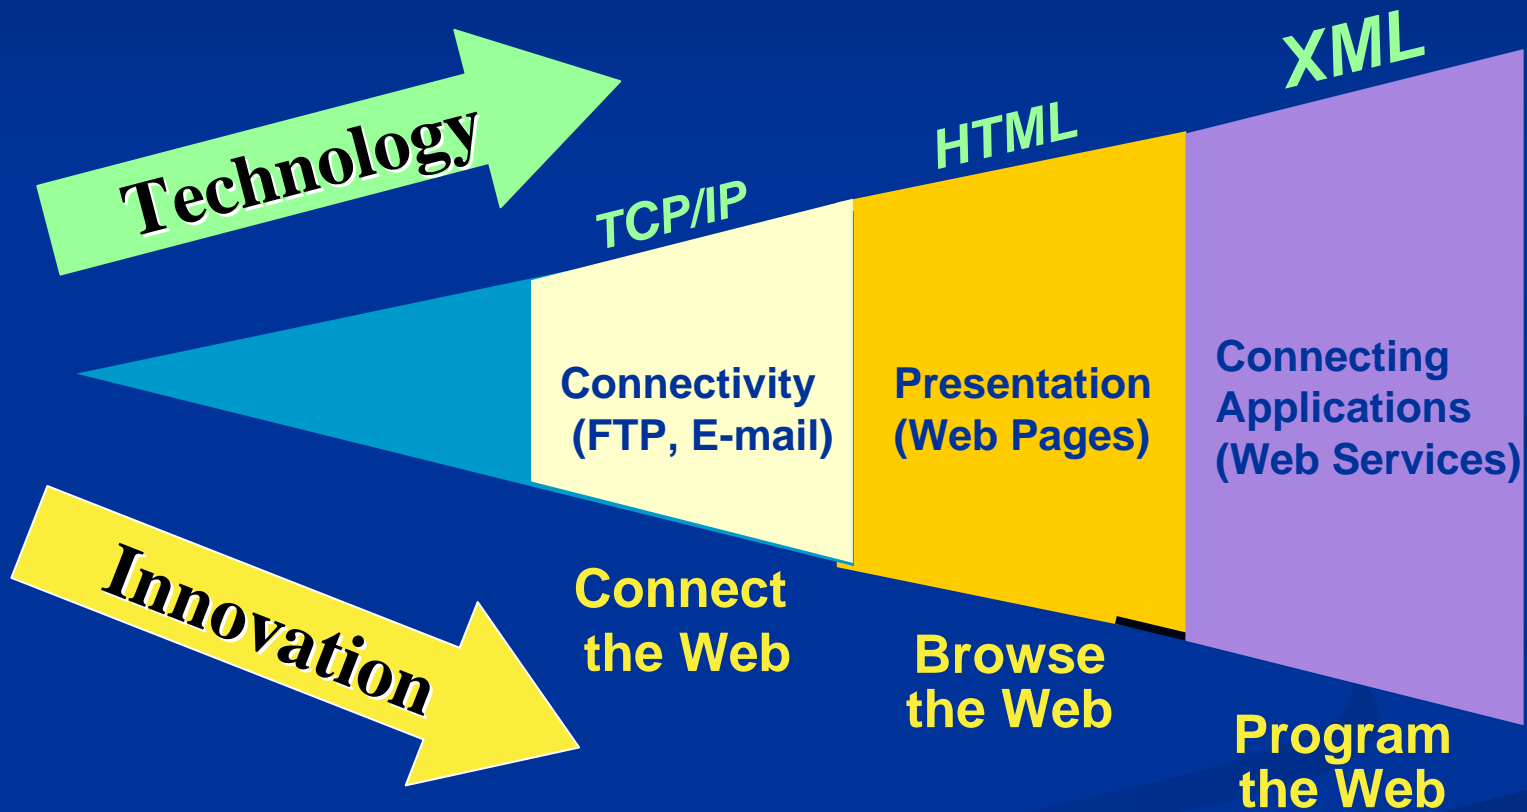 Technology
TCP/IP
HTML
XML
Connectivity
(FTP, E-mail)
Presentation
(Web Pages)
Connecting
Applications
(Web Services)
Innovation
Connect
the Web
Browse
the Web
Program
the Web